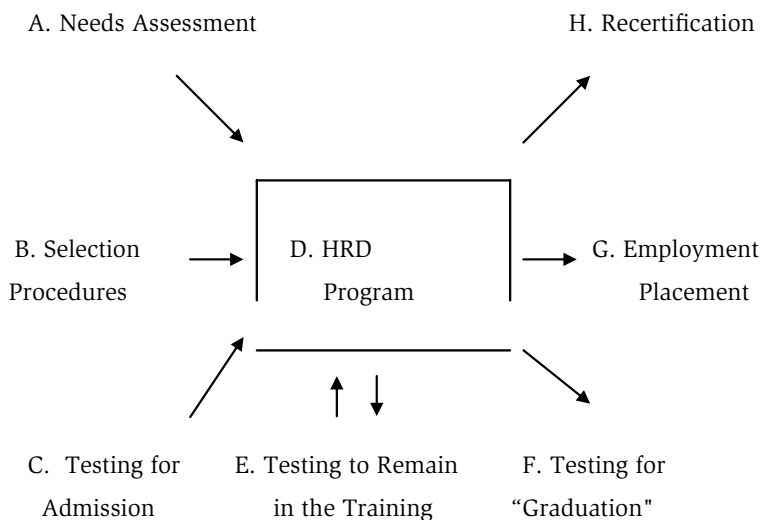 A. Needs Assessment
H. Recertification
B. Selection
Procedures
D. HRD
Program
G. Employment
Placement
C. Testing for
Admission
E. Testing to Remain
in the Training
F. Testing for
“Graduation"